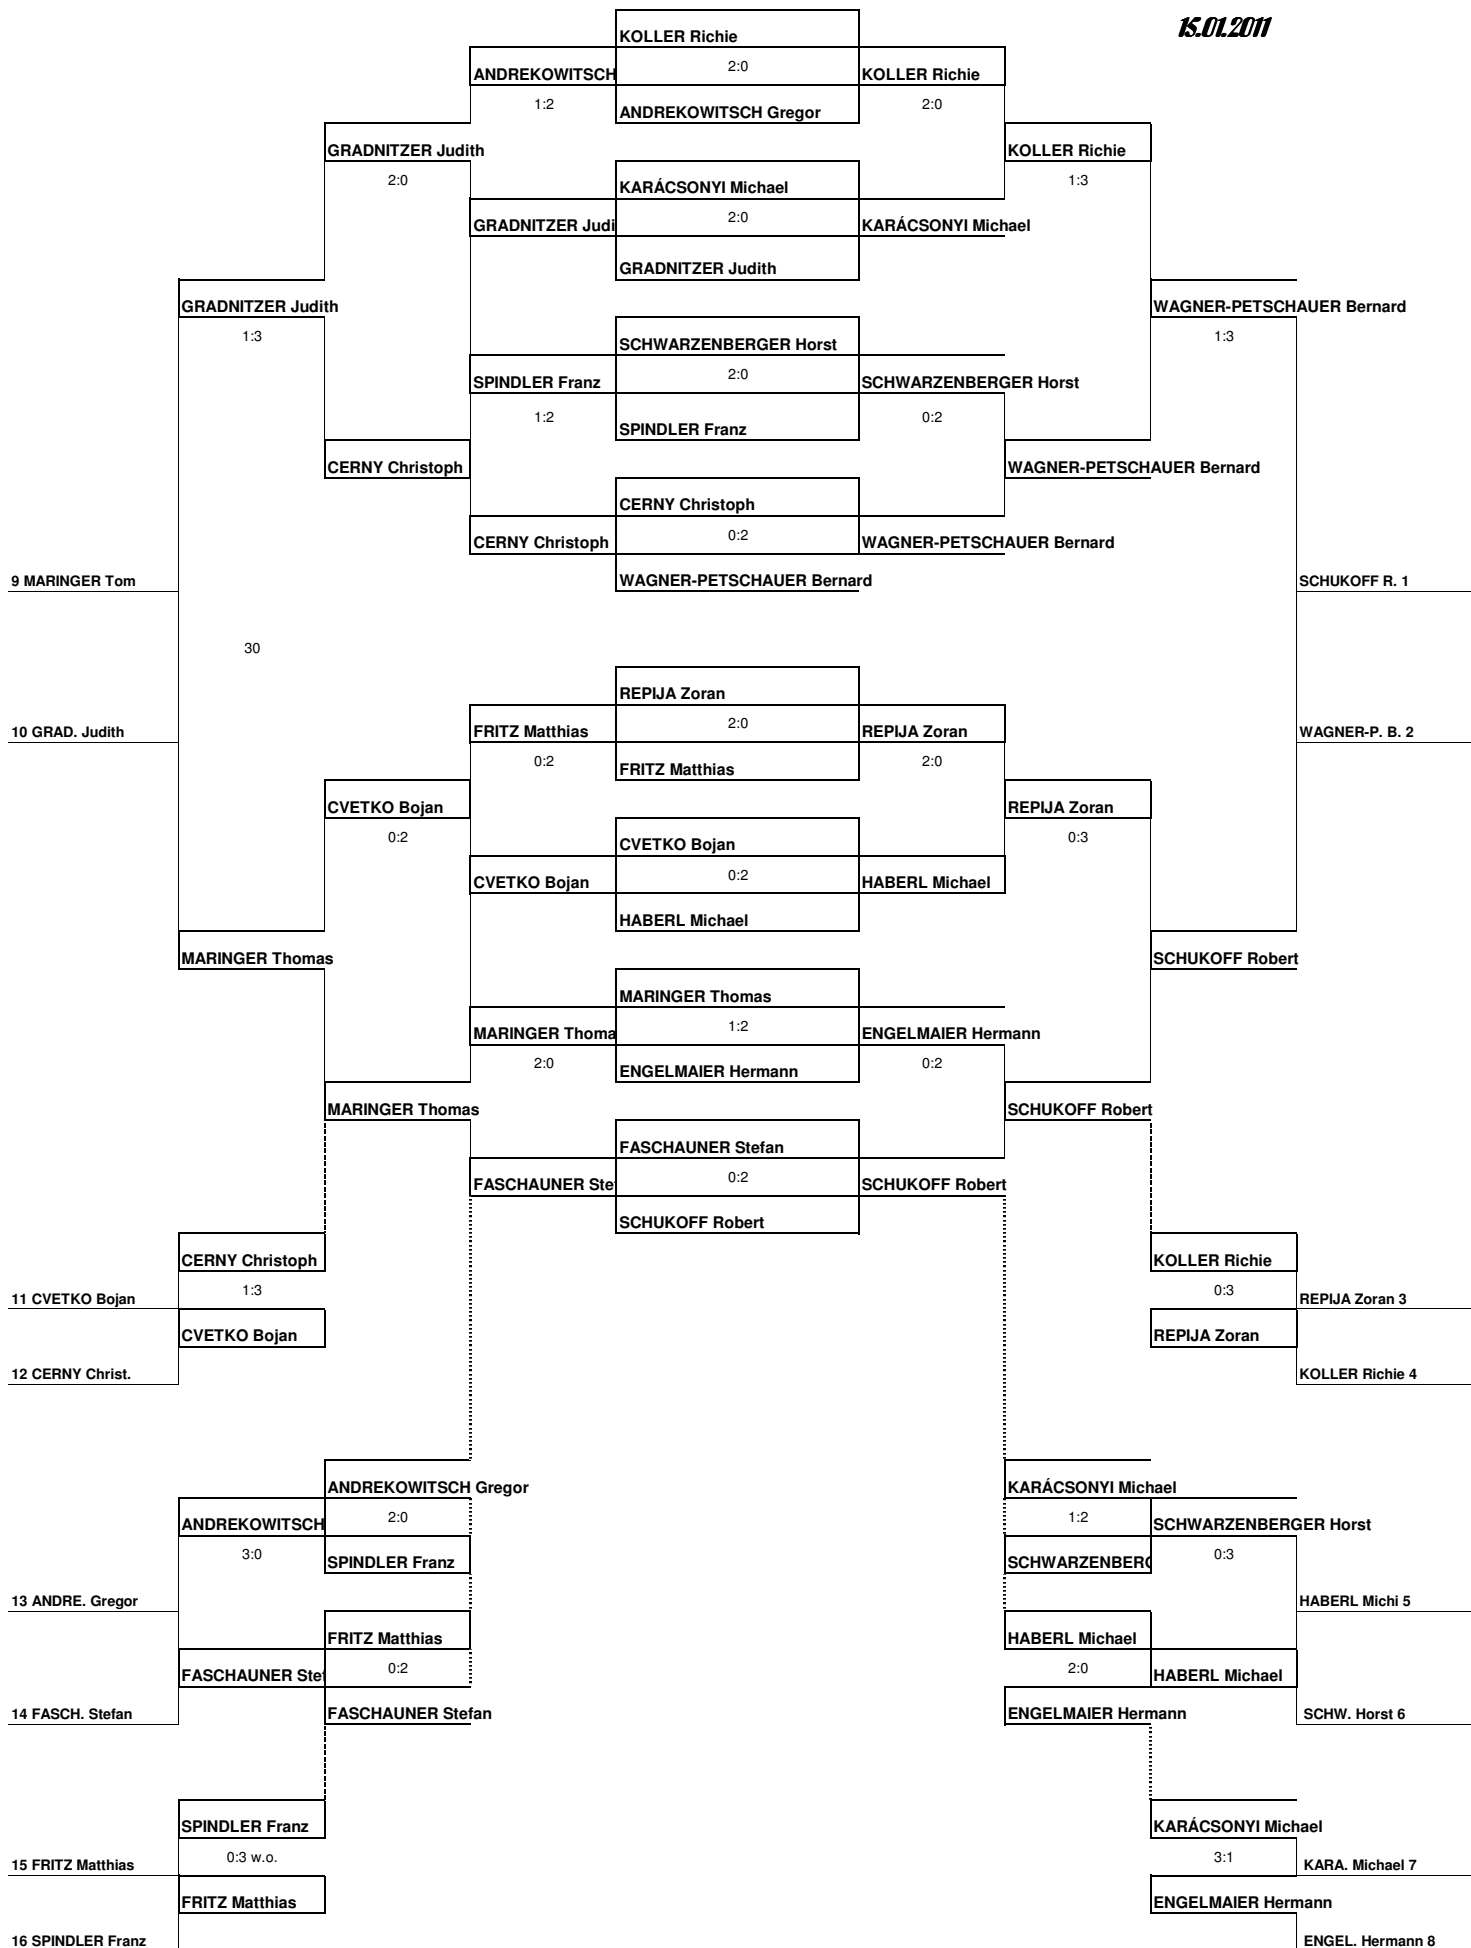 15.01.2011
KOLLER Richie
ANDREKOWITSCH 2:0 KOLLER Richie
1:2 ANDREKOWITSCH Gregor 2:0
GRADNITZER Judith KOLLER Richie
2:0 KARÁCSONYI Michael 1:3
GRADNITZER Judi 2:0 KARÁCSONYI Michael
GRADNITZER Judith
GRADNITZER Judith WAGNER-PETSCHAUER Bernard
1:3 SCHWARZENBERGER Horst 1:3
SPINDLER Franz 2:0 SCHWARZENBERGER Horst
1:2 SPINDLER Franz 0:2
CERNY Christoph WAGNER-PETSCHAUER Bernard
CERNY Christoph
CERNY Christoph 0:2 WAGNER-PETSCHAUER Bernard
9 MARINGER Tom WAGNER-PETSCHAUER Bernard SCHUKOFF R. 1
30
REPIJA Zoran
10 GRAD. Judith FRITZ Matthias 2:0 REPIJA Zoran WAGNER-P. B. 2
0:2 FRITZ Matthias 2:0
CVETKO Bojan REPIJA Zoran
0:2 CVETKO Bojan 0:3
CVETKO Bojan 0:2 HABERL Michael
HABERL Michael
MARINGER Thomas SCHUKOFF Robert
MARINGER Thomas
MARINGER Thoma 1:2 ENGELMAIER Hermann
2:0 ENGELMAIER Hermann 0:2
MARINGER Thomas SCHUKOFF Robert
FASCHAUNER Stefan
FASCHAUNER Ste 0:2 SCHUKOFF Robert
SCHUKOFF Robert
CERNY Christoph KOLLER Richie
11 CVETKO Bojan 1:3 0:3 REPIJA Zoran 3
CVETKO Bojan REPIJA Zoran
12 CERNY Christ. KOLLER Richie 4
ANDREKOWITSCH Gregor KARÁCSONYI Michael
ANDREKOWITSCH 2:0 1:2 SCHWARZENBERGER Horst
3:0 SPINDLER Franz SCHWARZENBERG 0:3
13 ANDRE. Gregor HABERL Michi 5
FRITZ Matthias HABERL Michael
FASCHAUNER Stef 0:2 2:0 HABERL Michael
14 FASCH. Stefan FASCHAUNER Stefan ENGELMAIER Hermann SCHW. Horst 6
SPINDLER Franz KARÁCSONYI Michael
15 FRITZ Matthias 0:3 w.o. 3:1 KARA. Michael 7
FRITZ Matthias ENGELMAIER Hermann
16 SPINDLER Franz ENGEL. Hermann 8